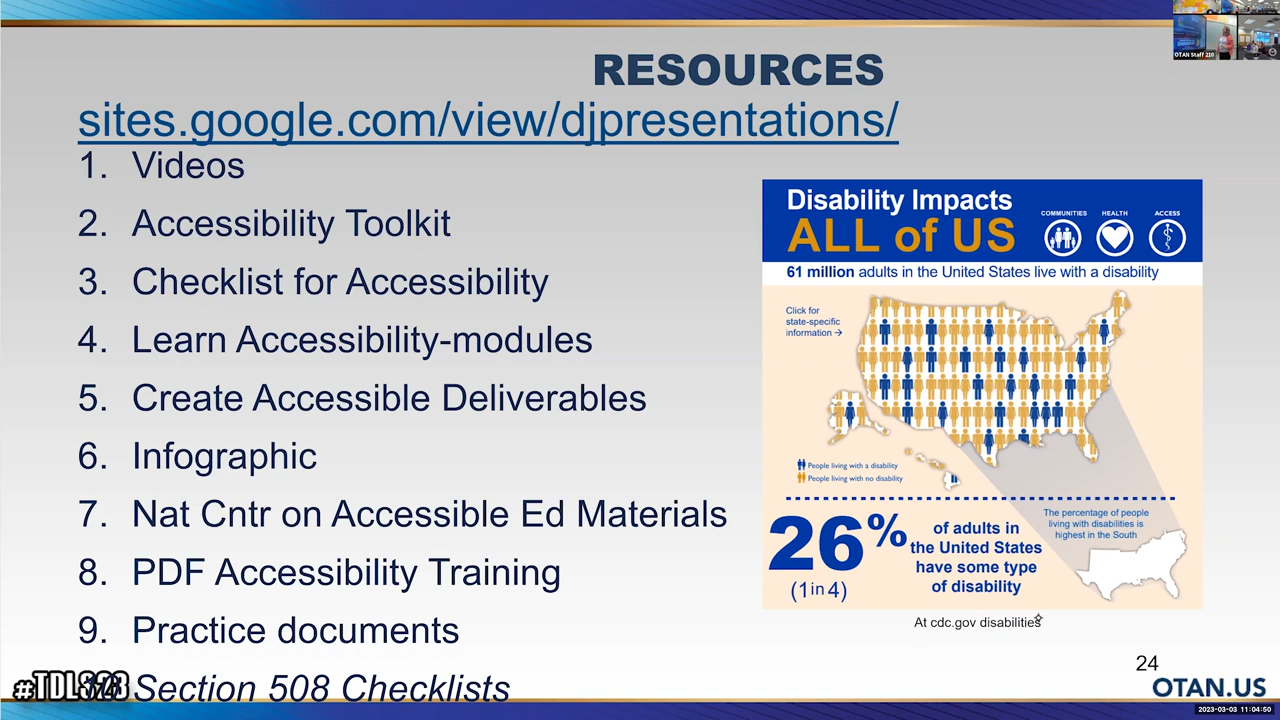 RESOURCES
sites.google.com/view/djpresentations/
1. Videos
2. Accessibility Toolkit
3. Checklist for Accessibility
4. Learn Accessibility-modules
5. Create Accessible Deliverables
6. Infographic
7. Nat Cntr on Accessible Ed Materials
8. PDF Accessibility Training
9. Practice documents
Section 508 Checklists
Disability Impacts
ALL of US
COMMUNITIES HEALTH ACCESS
61 million adults in the United States live with a disability
Click for
state-specific
information →
People living with a disability
People living with no disability
26%
(1 in 4)
of adults in
the United States
have some type
of disability
The percentage of people
living with disabilities is
highest in the South
At cdc.gov disabilities
24
OTAN.US
2023-03-03 11:04:50
OTAN Staff 210